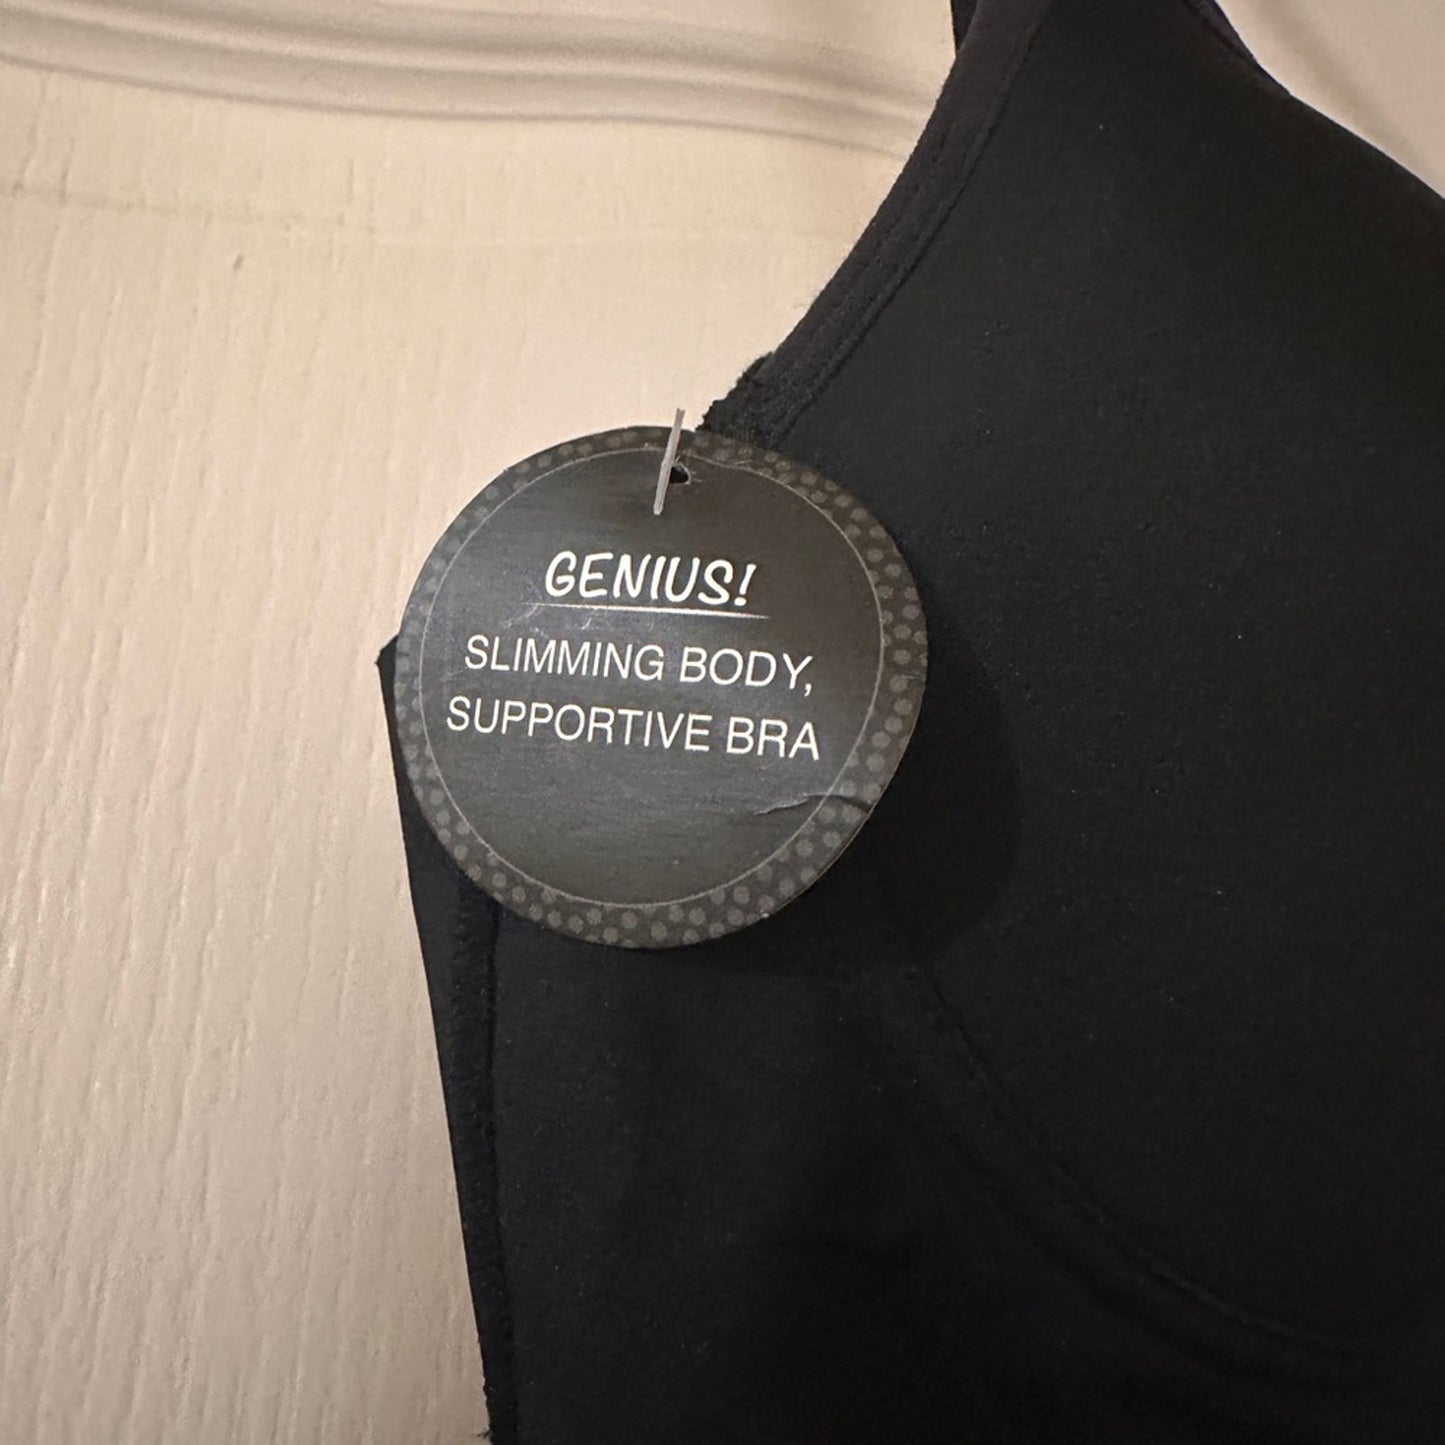 GENIUS!
SLIMMING BODY,
SUPPORTIVE BRA